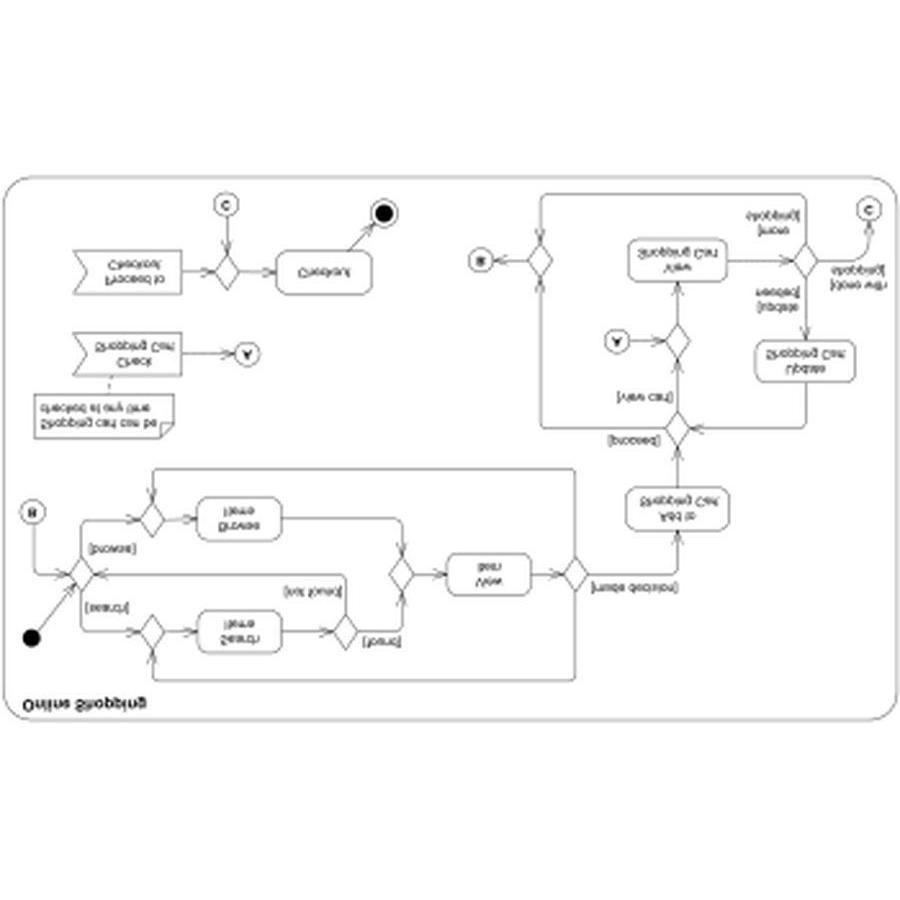 Online Shopping
[search]
Search
Items
[found]
[not found]
[browse]
Browse
Items
B
View
Item
[made decision]
Add to
Shopping Cart
[proceed]
[view cart]
A
View
Shopping Cart
Update
Shopping Cart
[update
needed]
[done with
shopping]
[more
shopping]
C
B
Shopping cart can be
checked at any time
Check
Shopping Cart
A
Proceed to
Checkout
C
Checkout